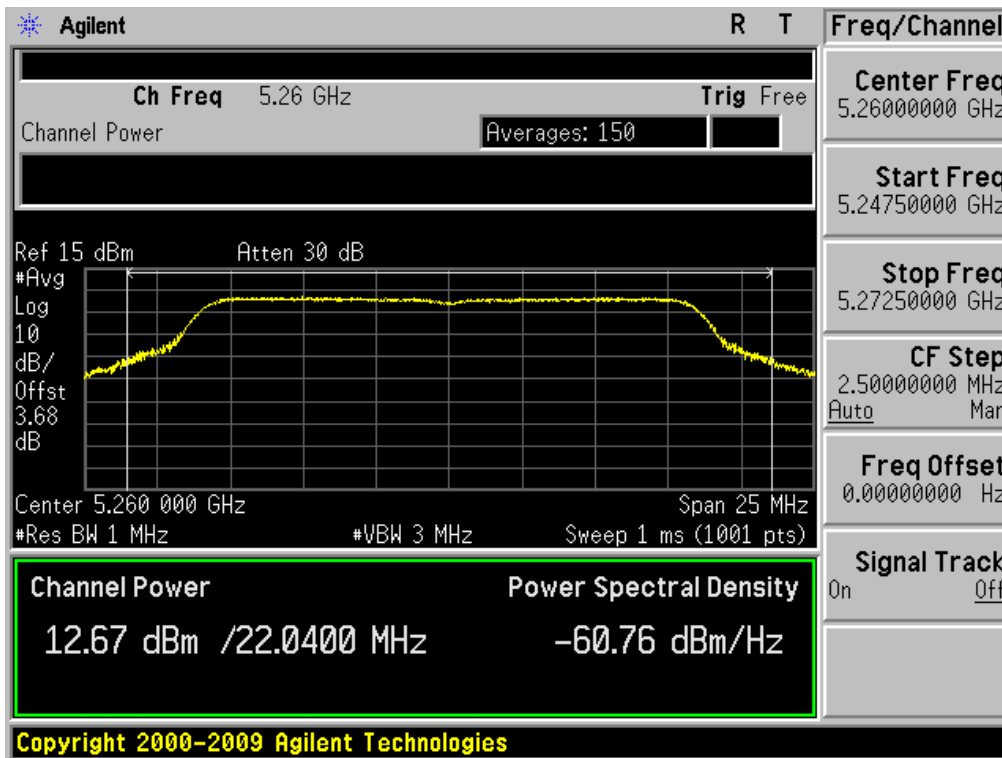 Agilent R T Freq/Channel
Ch Freq 5.26 GHz Trig Free
Channel Power Averages: 150
Center Freq
5.26000000 GHz
Start Freq
5.24750000 GHz
Stop Freq
5.27250000 GHz
CF Step
2.50000000 MHz
Auto Man
Freq Offset
0.00000000 Hz
Signal Track
On Off
Ref 15 dBm Atten 30 dB
#Avg
Log
10
dB/
Offst
3.68
dB
Center 5.260 000 GHz Span 25 MHz
#Res BW 1 MHz #VBW 3 MHz Sweep 1 ms (1001 pts)
Channel Power Power Spectral Density
12.67 dBm /22.0400 MHz -60.76 dBm/Hz
Copyright 2000-2009 Agilent Technologies